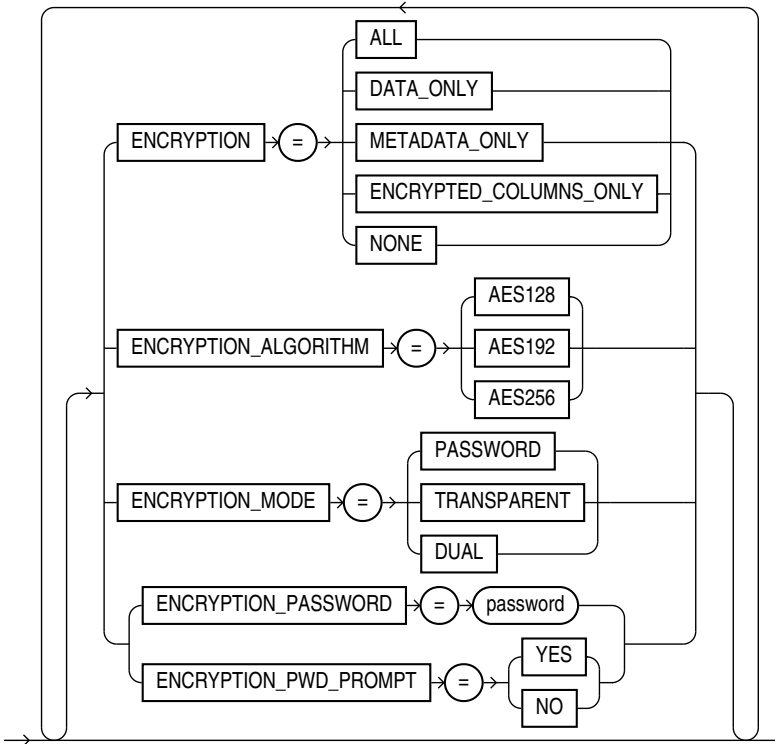 ALL
DATA_ONLY
ENCRYPTION = METADATA_ONLY
ENCRYPTED_COLUMNS_ONLY
NONE
AES128
ENCRYPTION_ALGORITHM = AES192
AES256
PASSWORD
ENCRYPTION_MODE = TRANSPARENT
DUAL
ENCRYPTION_PASSWORD = password
YES
ENCRYPTION_PWD_PROMPT =
NO